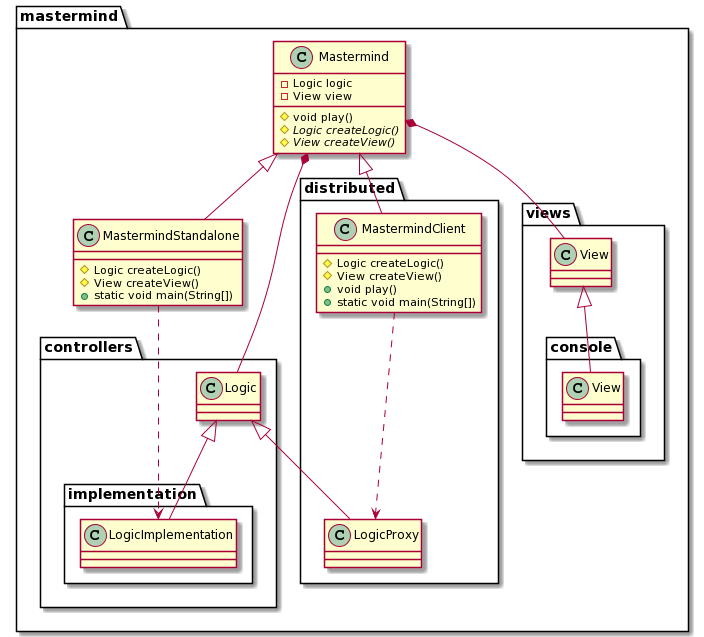 mastermind
C Mastermind
Logic logic
View view
void play()
Logic createLogic()
View createView()
distributed
views
C MastermindStandalone
Logic createLogic()
View createView()
static void main(String[])
C MastermindClient
Logic createLogic()
View createView()
void play()
static void main(String[])
C View
controllers
console
C Logic
C View
implementation
C LogicImplementation
C LogicProxy